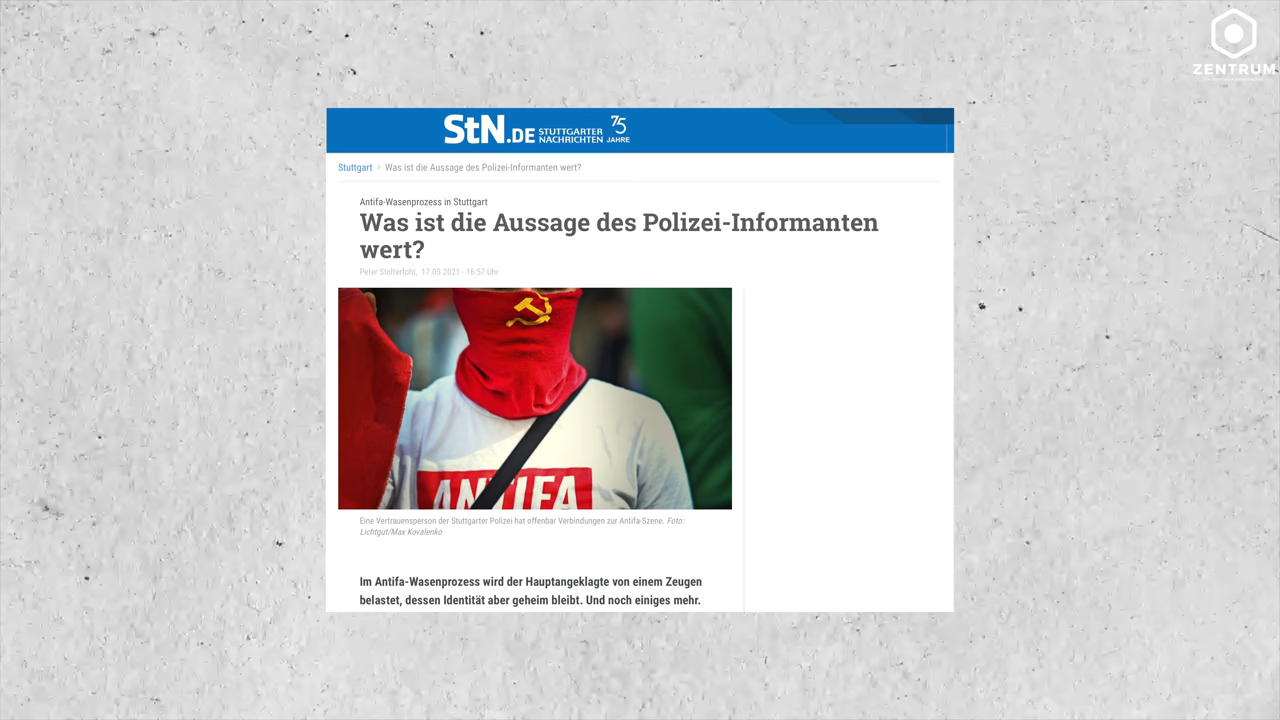 ZENTRUM
StN.DE STUTTGARTER NACHRICHTEN 75 JAHRE
Stuttgart > Was ist die Aussage des Polizei-Informanten wert?
Antifa-Wasenprozess in Stuttgart
Was ist die Aussage des Polizei-Informanten
wert?
Peter Stolterfoht, 17.05.2021 - 16:57 Uhr
ANTIFA
Eine Vertrauensperson der Stuttgarter Polizei hat offenbar Verbindungen zur Antifa-Szene. Foto:
Lichtgut/Max Kovalenko
Im Antifa-Wasenprozess wird der Hauptangeklagte von einem Zeugen
belastet, dessen Identität aber geheim bleibt. Und noch einiges mehr.